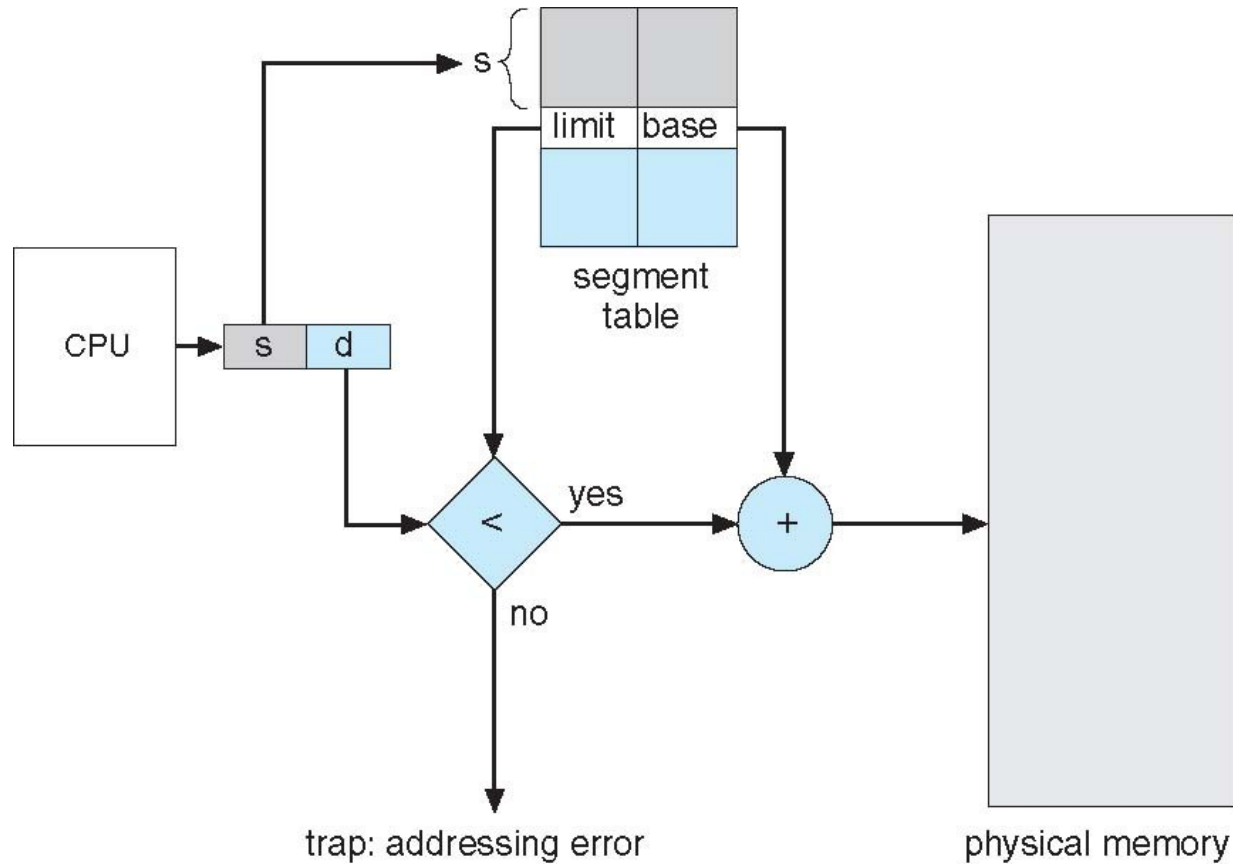 s
limit base
segment
table
CPU
s d
yes
<
+
no
trap: addressing error
physical memory